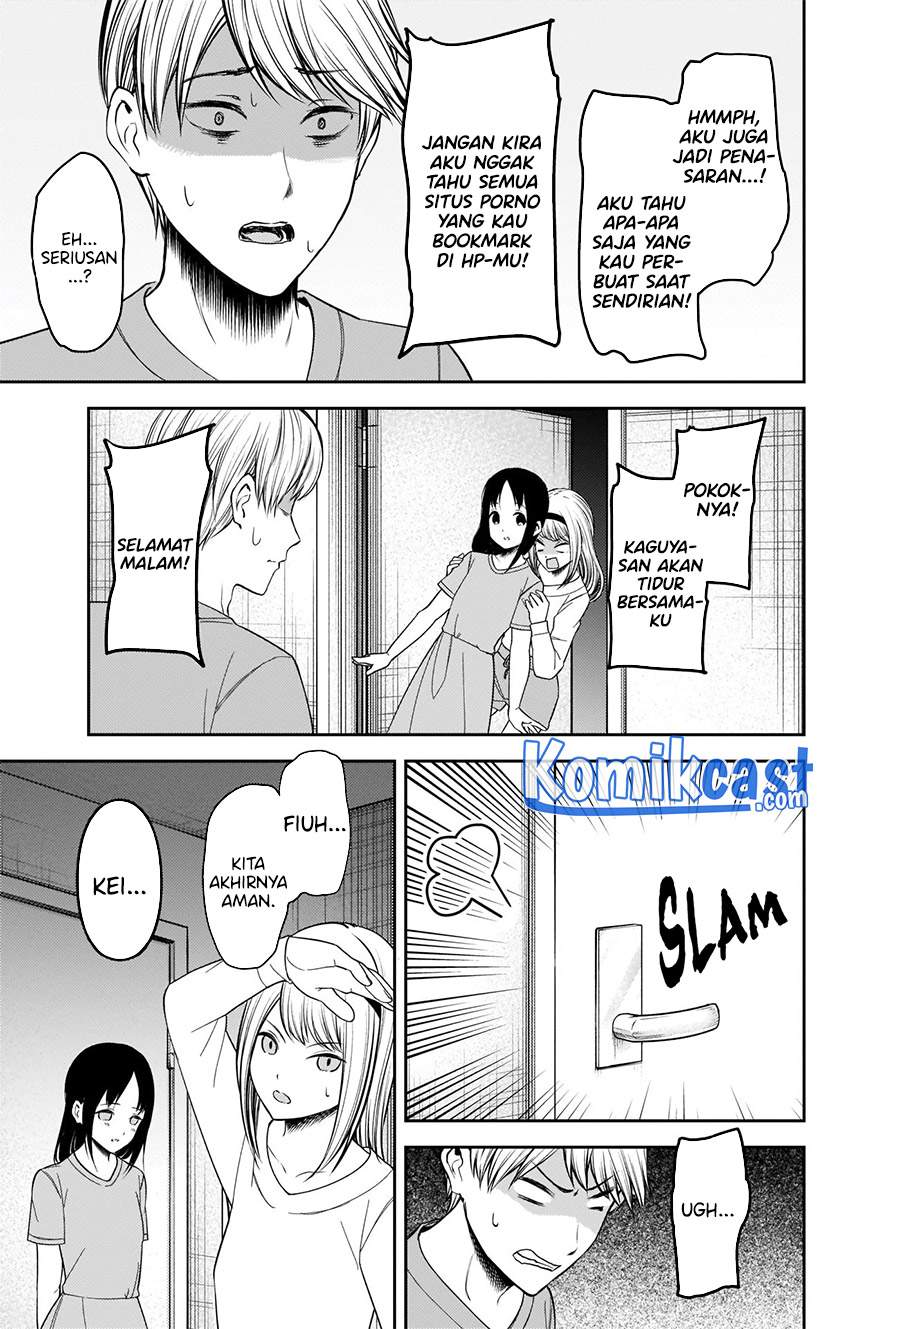 HMMPH,
AKU JUGA
JADI PENA-
SARAN...!
AKU TAHU
APA-APA
SAJA YANG
KAU PER-
BUAT SAAT
SENDIRIAN!
JANGAN KIRA
AKU NGGAK
TAHU SEMUA
SITUS PORNO
YANG KAU
BOOKMARK
DI HP-MU!
EH...
SERIUSAN
...?
POKOK-
NYA!
KAGUYA-
SAN AKAN
TIDUR
BERSAMA-
KU
SELAMAT
MALAM!
Komikcast
.com
SLAM
UGH...
FIUH...
KITA
AKHIRNYA
AMAN.
KEI...